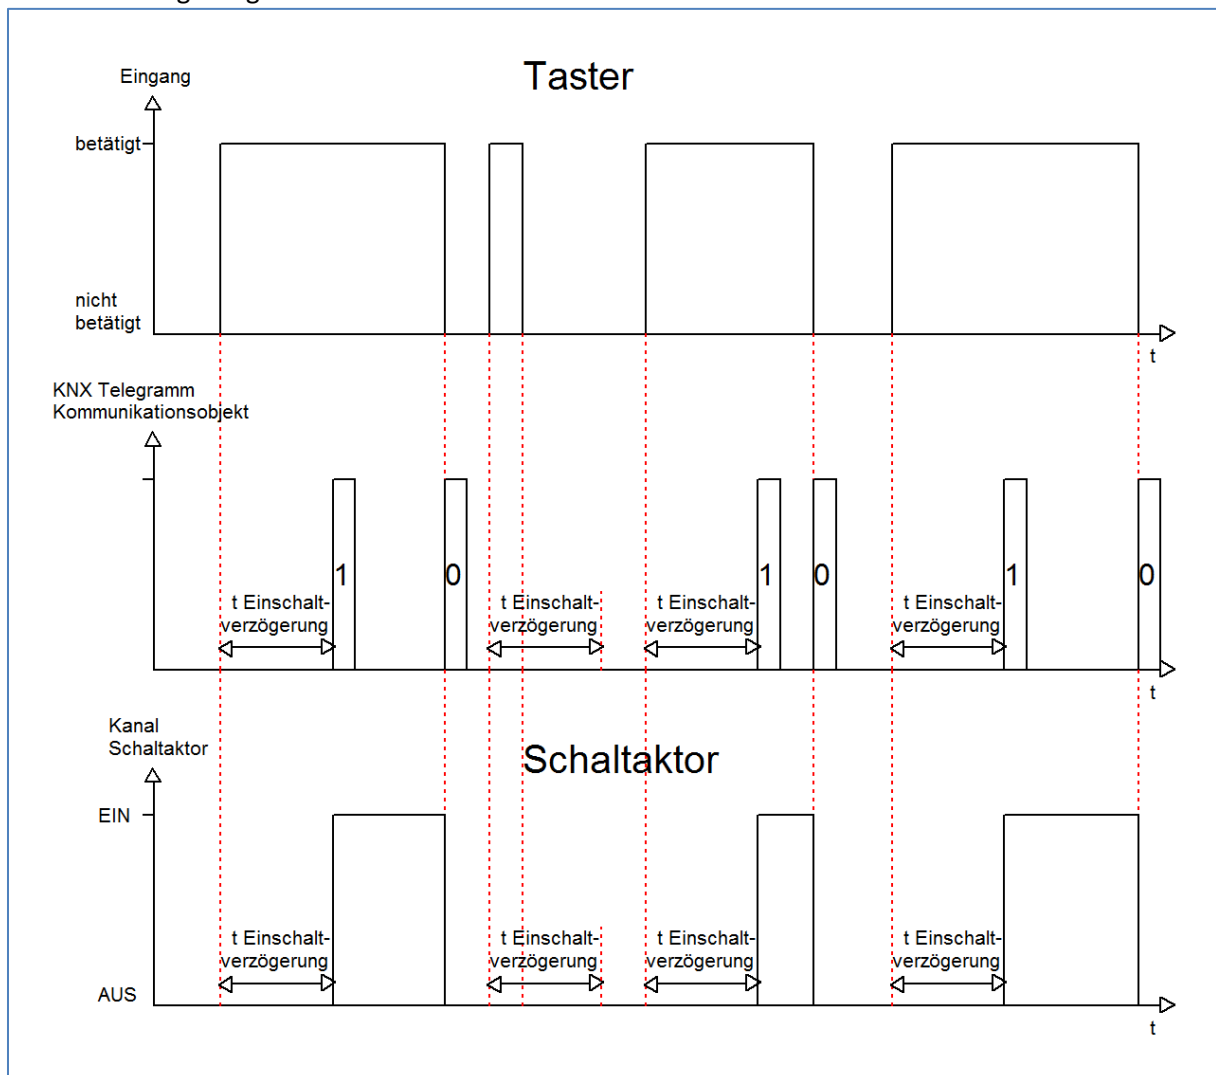 Taster
Eingang
betätigt
nicht
betätigt
t
KNX Telegramm
Kommunikationsobjekt
1
0
1
0
1
0
t Einschalt-
verzögerung
t Einschalt-
verzögerung
t Einschalt-
verzögerung
t Einschalt-
verzögerung
t
Kanal
Schaltaktor
Schaltaktor
EIN
t Einschalt-
verzögerung
t Einschalt-
verzögerung
t Einschalt-
verzögerung
t Einschalt-
verzögerung
AUS
t